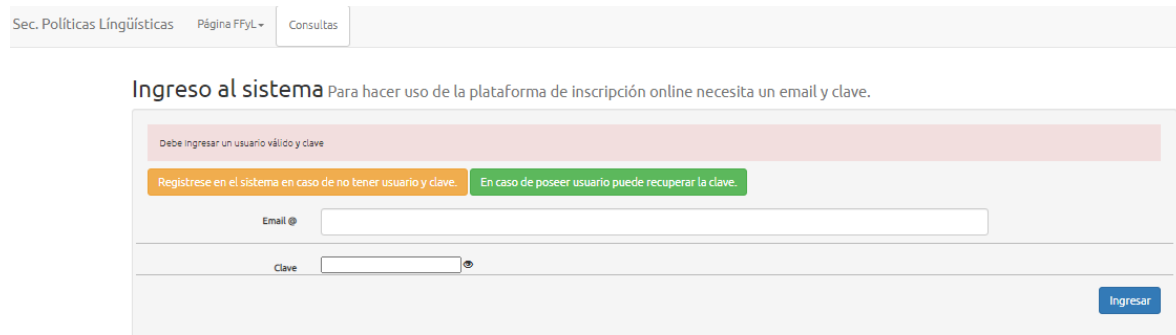 Sec. Políticas Língüísticas Página FFyL Consultas
Ingreso al sistema Para hacer uso de la plataforma de inscripción online necesita un email y clave.
Debe ingresar un usuario válido y clave
Registrese en el sistema en caso de no tener usuario y clave. En caso de poseer usuario puede recuperar la clave.
Email @
Clave
Ingresar